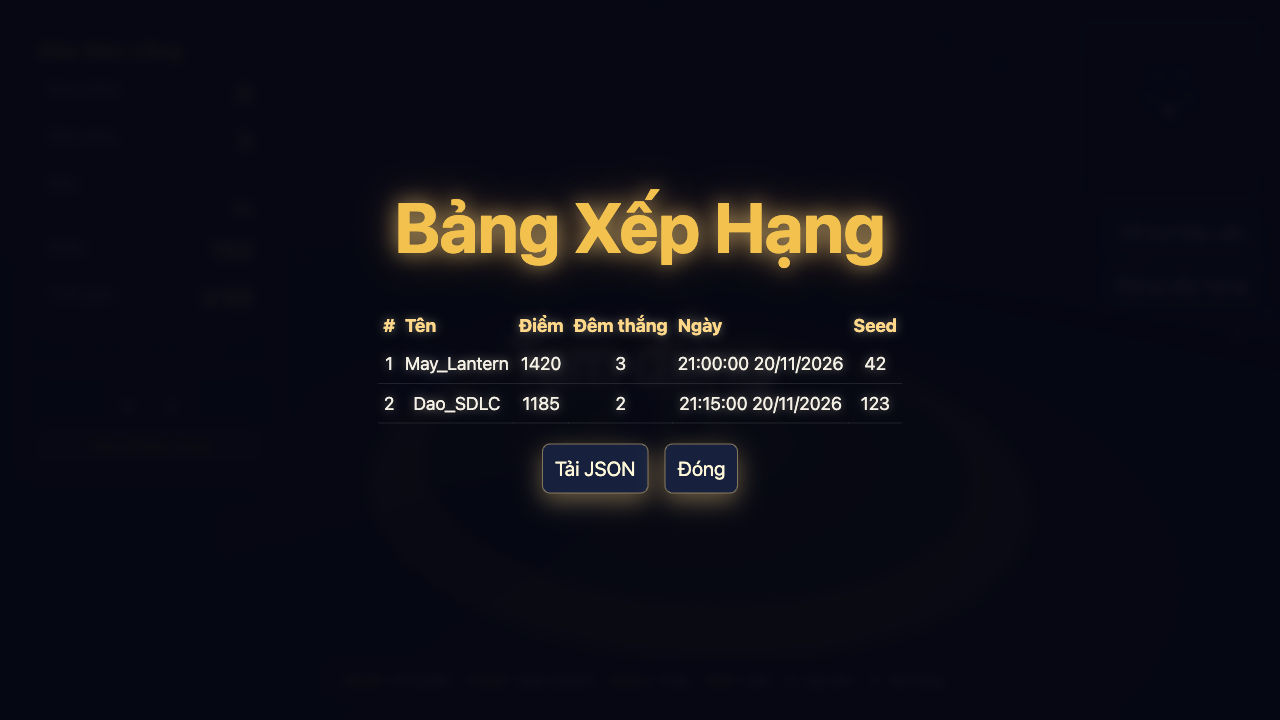 Bảng Xếp Hạng
# Tên Điểm Đêm thắng Ngày Seed
1 May_Lantern 1420 3 21:00:00 20/11/2026 42
2 Dao_SDLC 1185 2 21:15:00 20/11/2026 123
Tải JSON Đóng